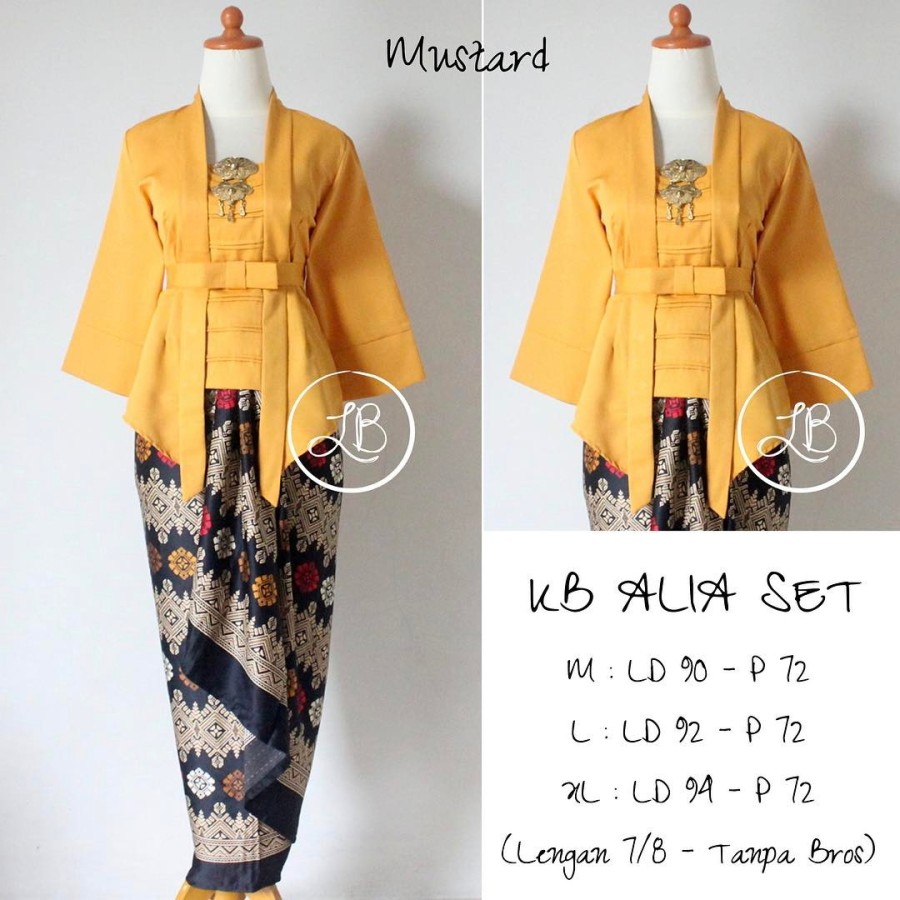 Mustard
LB
LB
KB ALIA SET
M : LD 90 - P 72
L : LD 92 - P 72
XL : LD 94 - P 72
(Lengan 7/8 - Tanpa Bros)